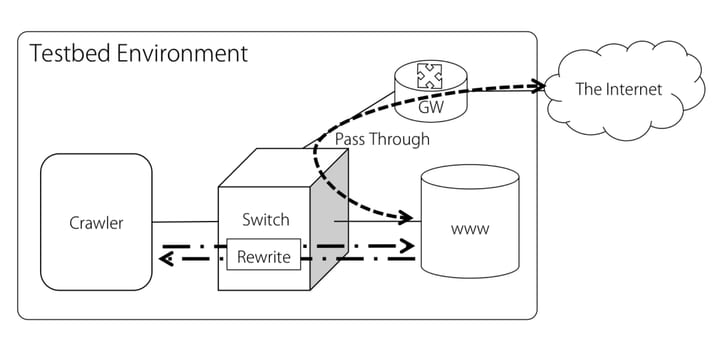 Testbed Environment
GW
The Internet
Pass Through
Crawler
Switch
www
Rewrite